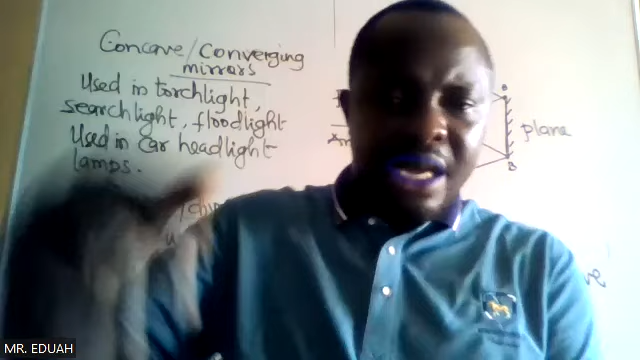 Concave/converging
mirrors
Used in torchlight,
searchlight, floodlight
Used in car headlight
lamps.
plane
B
MR. EDUAH